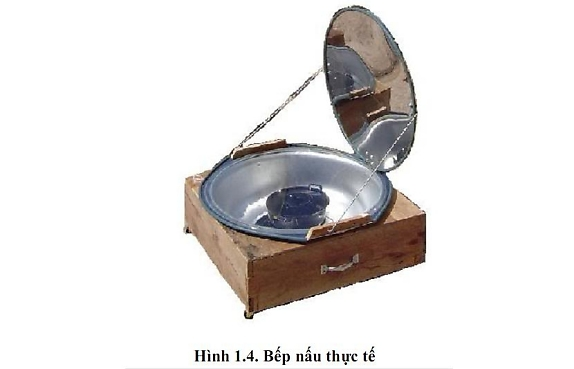 Hình 1.4. Bếp nấu thực tế